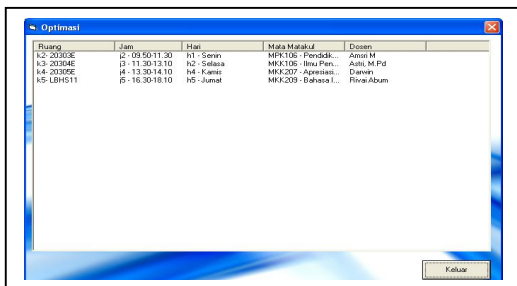 Optimasi
Ruang Jam Hari Mata Matakul Dosen
k2- 20303E j2 - 09.50-11.30 h1 - Senin MPK106 - Pendidik... Amsri M
k3- 20304E j3 - 11.30-13.10 h2 - Selasa MKK106 - Ilmu Pen... Astri, M.Pd
k4- 20305E j4 - 13.30-14.10 h4 - Kamis MKK207 - Apresiasi... Darwin
k5- LBHS11 j5 - 16.30-18.10 h5 - Jumat MKK209 - Bahasa I... Rivai Abum
Keluar